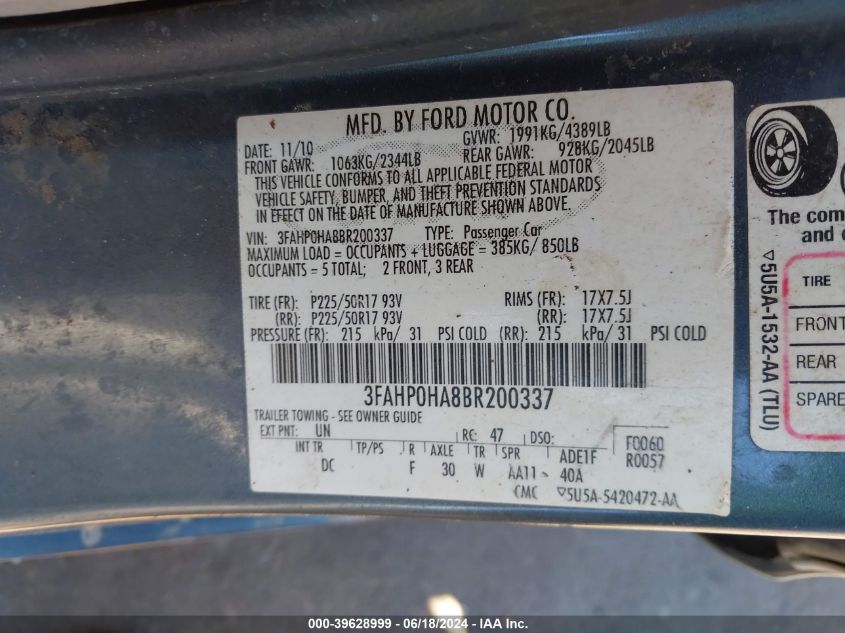 MFD. BY FORD MOTOR CO.
DATE: 11/10 GVWR: 1991KG/4389LB
FRONT GAWR: 1063KG/2344LB REAR GAWR: 928KG/2045LB
THIS VEHICLE CONFORMS TO ALL APPLICABLE FEDERAL MOTOR
VEHICLE SAFETY, BUMPER, AND THEFT PREVENTION STANDARDS
IN EFFECT ON THE DATE OF MANUFACTURE SHOWN ABOVE.
VIN: 3FAHP0HA8BR200337 TYPE: Passenger Car
MAXIMUM LOAD = OCCUPANTS + LUGGAGE = 385KG/ 850LB
OCCUPANTS = 5 TOTAL; 2 FRONT, 3 REAR
TIRE (FR): P225/50R17 93V RIMS (FR): 17X7.5J
(RR): P225/50R17 93V (RR): 17X7.5J
PRESSURE (FR): 215 kPa/ 31 PSI COLD (RR): 215 kPa/ 31 PSI COLD
3FAHP0HA8BR200337
TRAILER TOWING - SEE OWNER GUIDE
EXT PNT: UN RC: 47 DSO: F0060
R0057
INT TR TP/PS R AXLE TR SPR ADE1F
DC F 30 W AA11 - 40A
CMC ▽5U5A-5420472-AA
The com
and c
▽5U5A-1532-AA (TLU)
TIRE
FRONT
REAR
SPARE
000-39628999 - 06/18/2024 - IAA Inc.